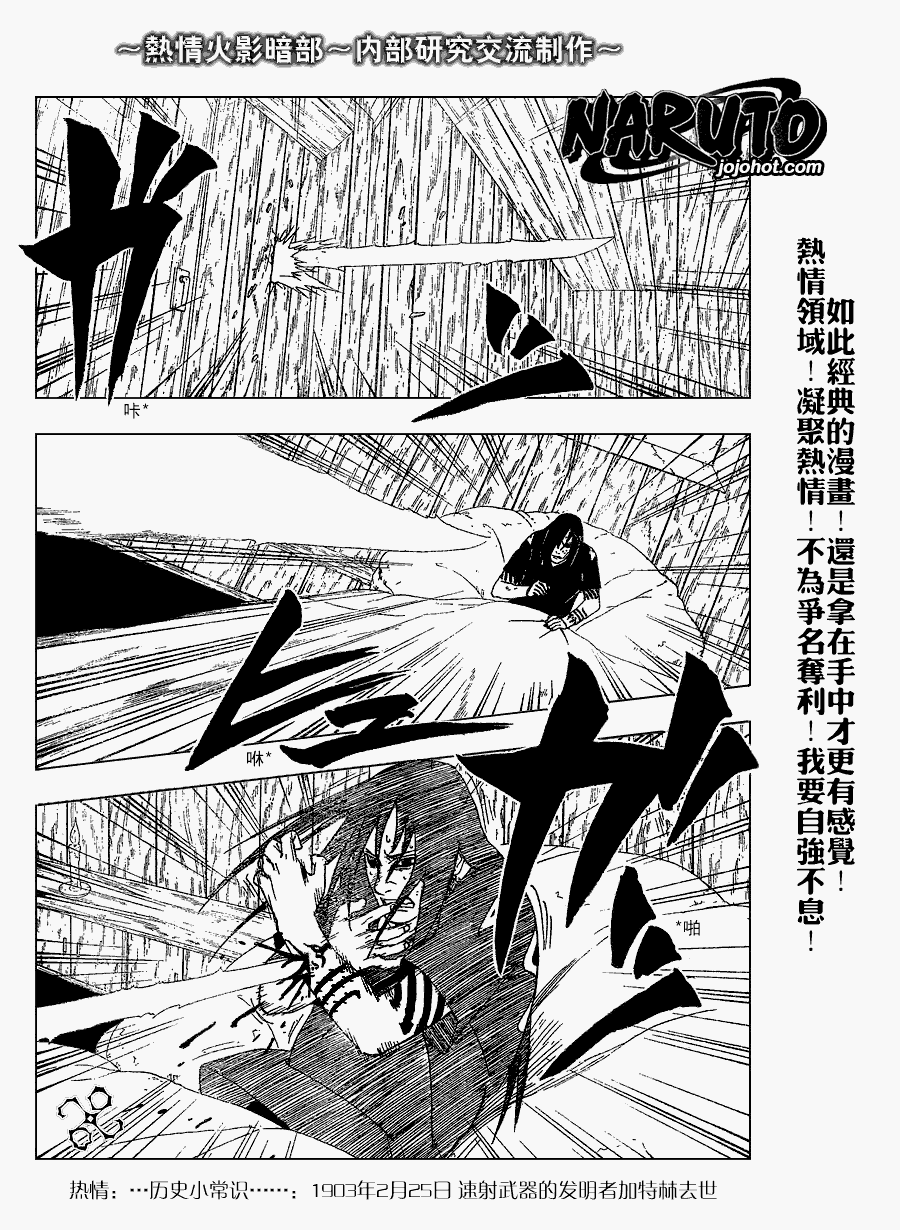 ～熱情火影暗部～内部研究交流制作～
NARUTO
jojohot.com
ガ
ッ
咔*
ヒュ
咻*
ガッ
*啪
如此經典的漫畫！還是拿在手中才更有感覺！
熱情領域！凝聚熱情！不為爭名奪利！我要自強不息！
热情：…历史小常识……：1903年2月25日 速射武器的发明者加特林去世